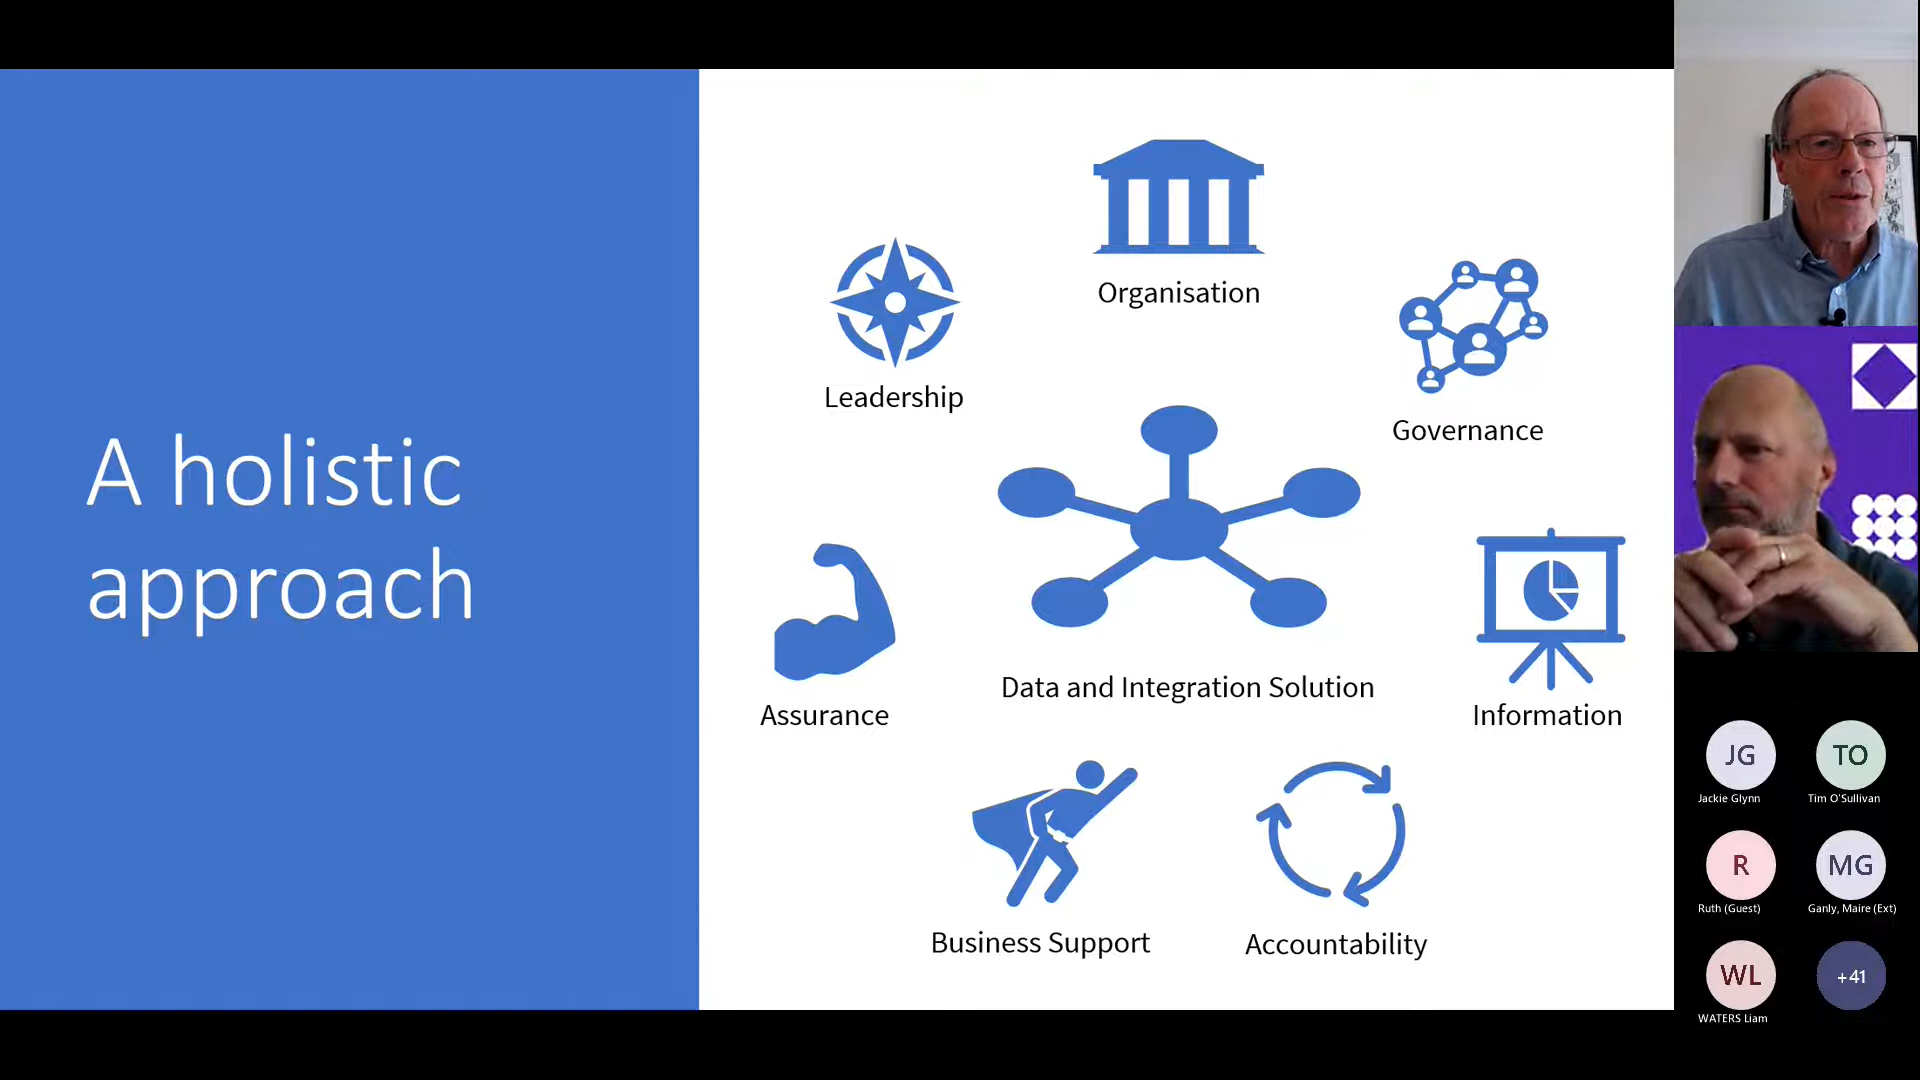 A holistic
approach
Organisation
Leadership
Governance
Data and Integration Solution
Assurance
Information
Business Support
Accountability
JG
Jackie Glynn
TO
Tim O'Sullivan
R
Ruth (Guest)
MG
Ganly, Maire (Ext)
WL
WATERS Liam
+41